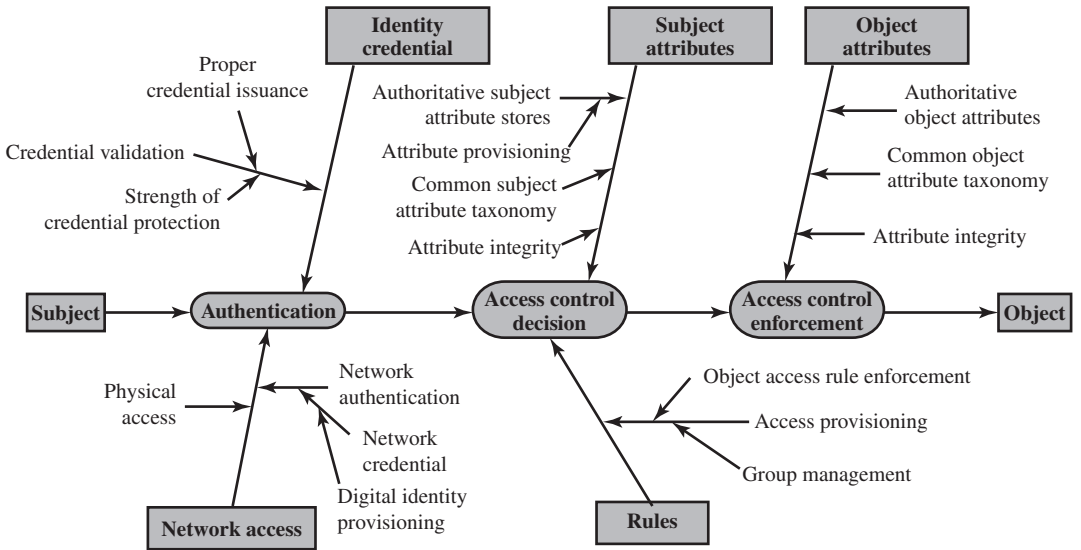 Identity
credential
Subject
attributes
Object
attributes
Proper
credential issuance
Credential validation
Strength of
credential protection
Authoritative subject
attribute stores
Attribute provisioning
Common subject
attribute taxonomy
Attribute integrity
Authoritative
object attributes
Common object
attribute taxonomy
Attribute integrity
Subject
Authentication
Access control
decision
Access control
enforcement
Object
Physical
access
Network
authentication
Network
credential
Digital identity
provisioning
Object access rule enforcement
Access provisioning
Group management
Network access
Rules